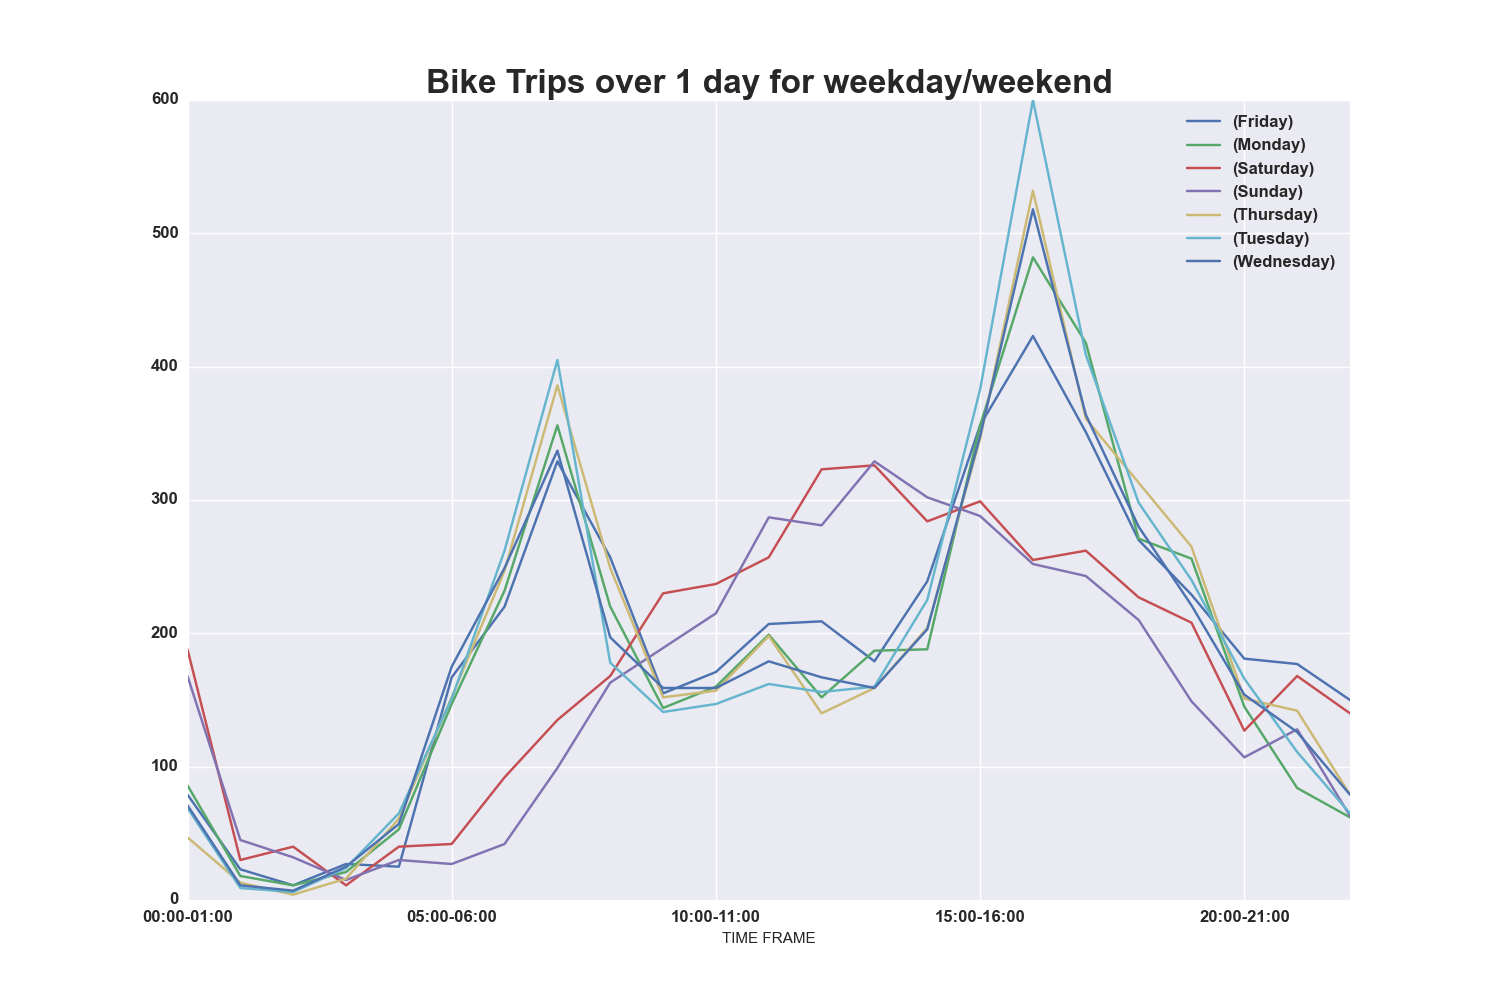 Bike Trips over 1 day for weekday/weekend
600
500
400
300
200
100
0
(Friday)
(Monday)
(Saturday)
(Sunday)
(Thursday)
(Tuesday)
(Wednesday)
00:00-01:00 05:00-06:00 10:00-11:00 15:00-16:00 20:00-21:00
TIME FRAME